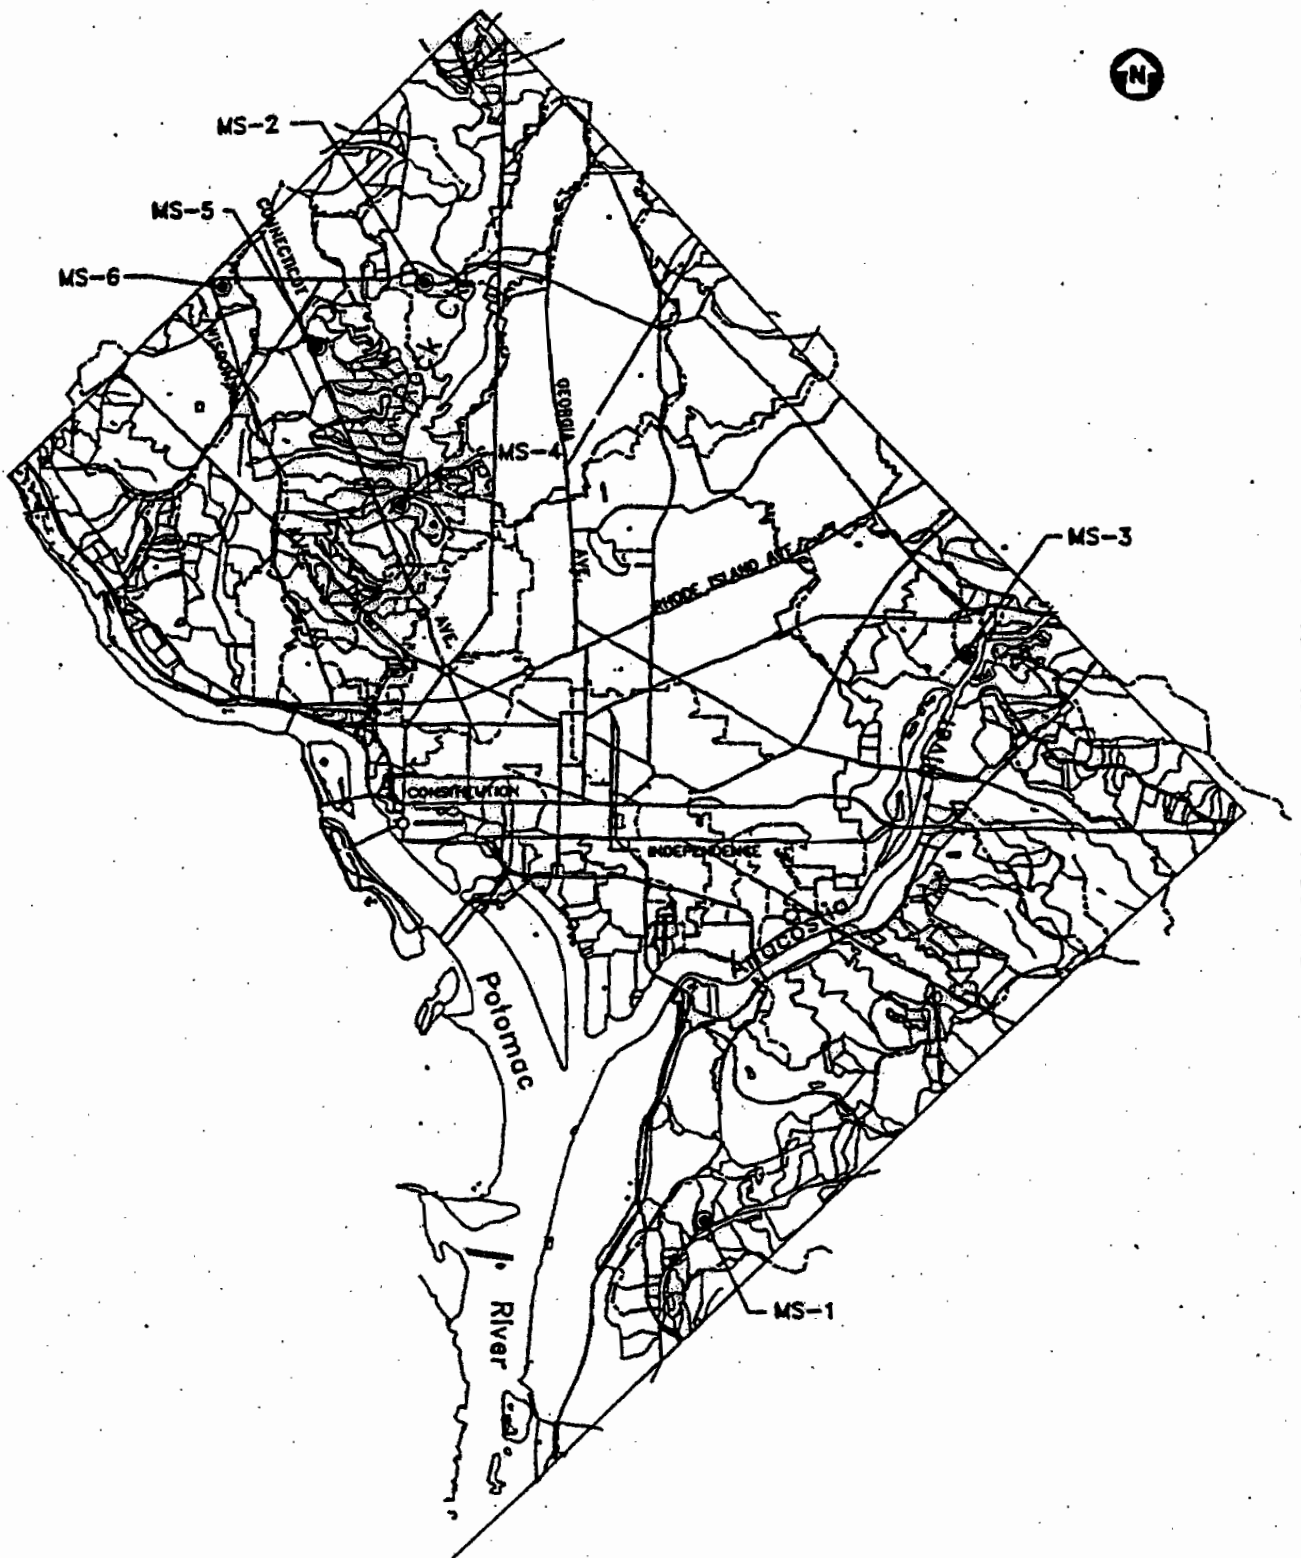 N
MS-2
MS-5
CONNECTICUT
MS-6
GEORGIA
MS-4
MS-3
AVE.
RHODE ISLAND AVE.
AVE.
RIVER
CONSTITUTION
INDEPENDENCE
Potomac
MS-1
River